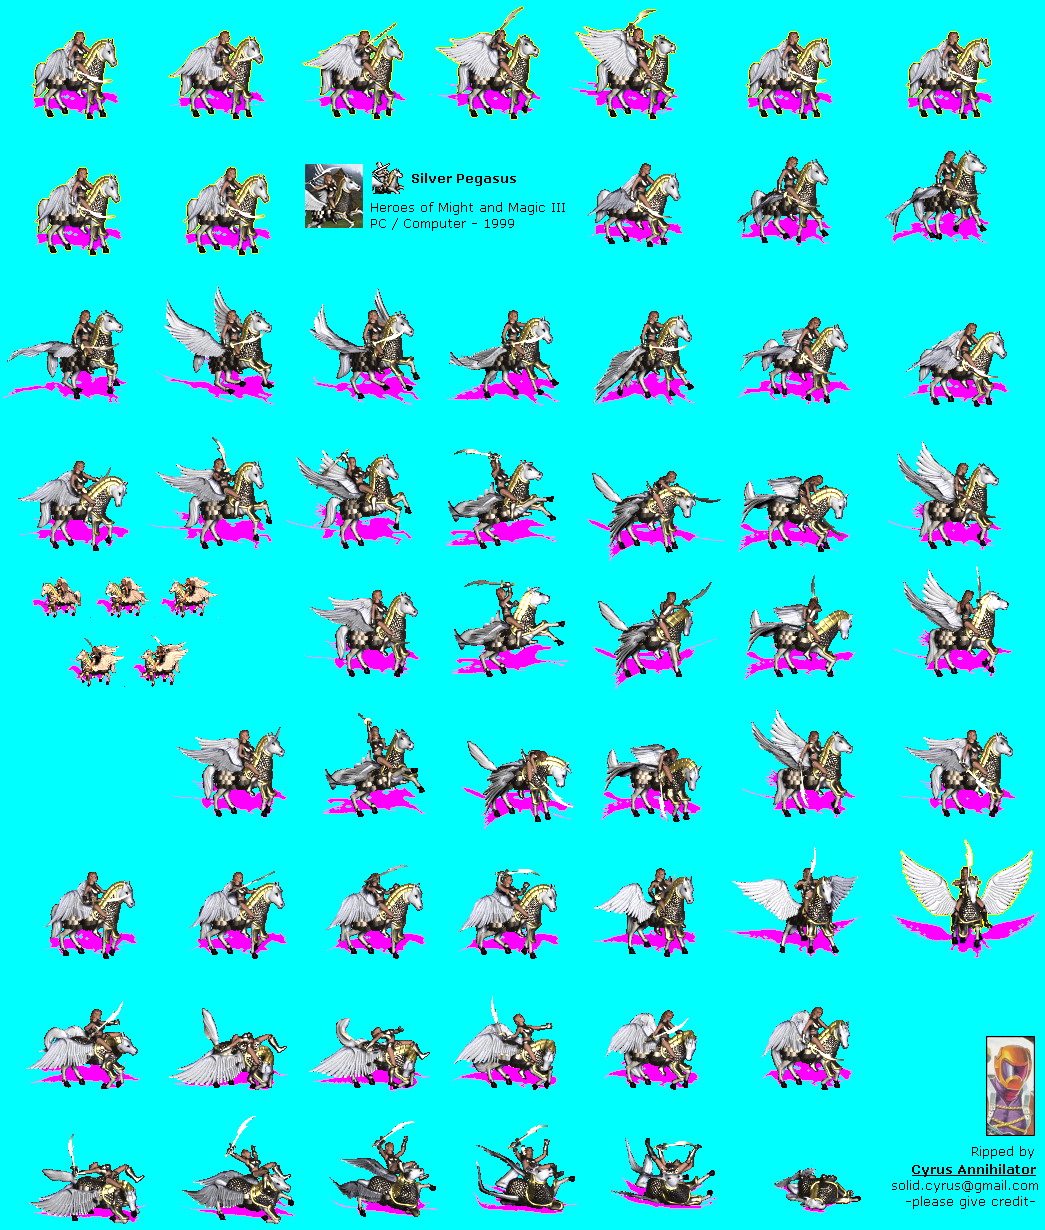 Silver Pegasus
Heroes of Might and Magic III
PC / Computer - 1999
Ripped by
Cyrus Annihilator
solid.cyrus@gmail.com
-please give credit-